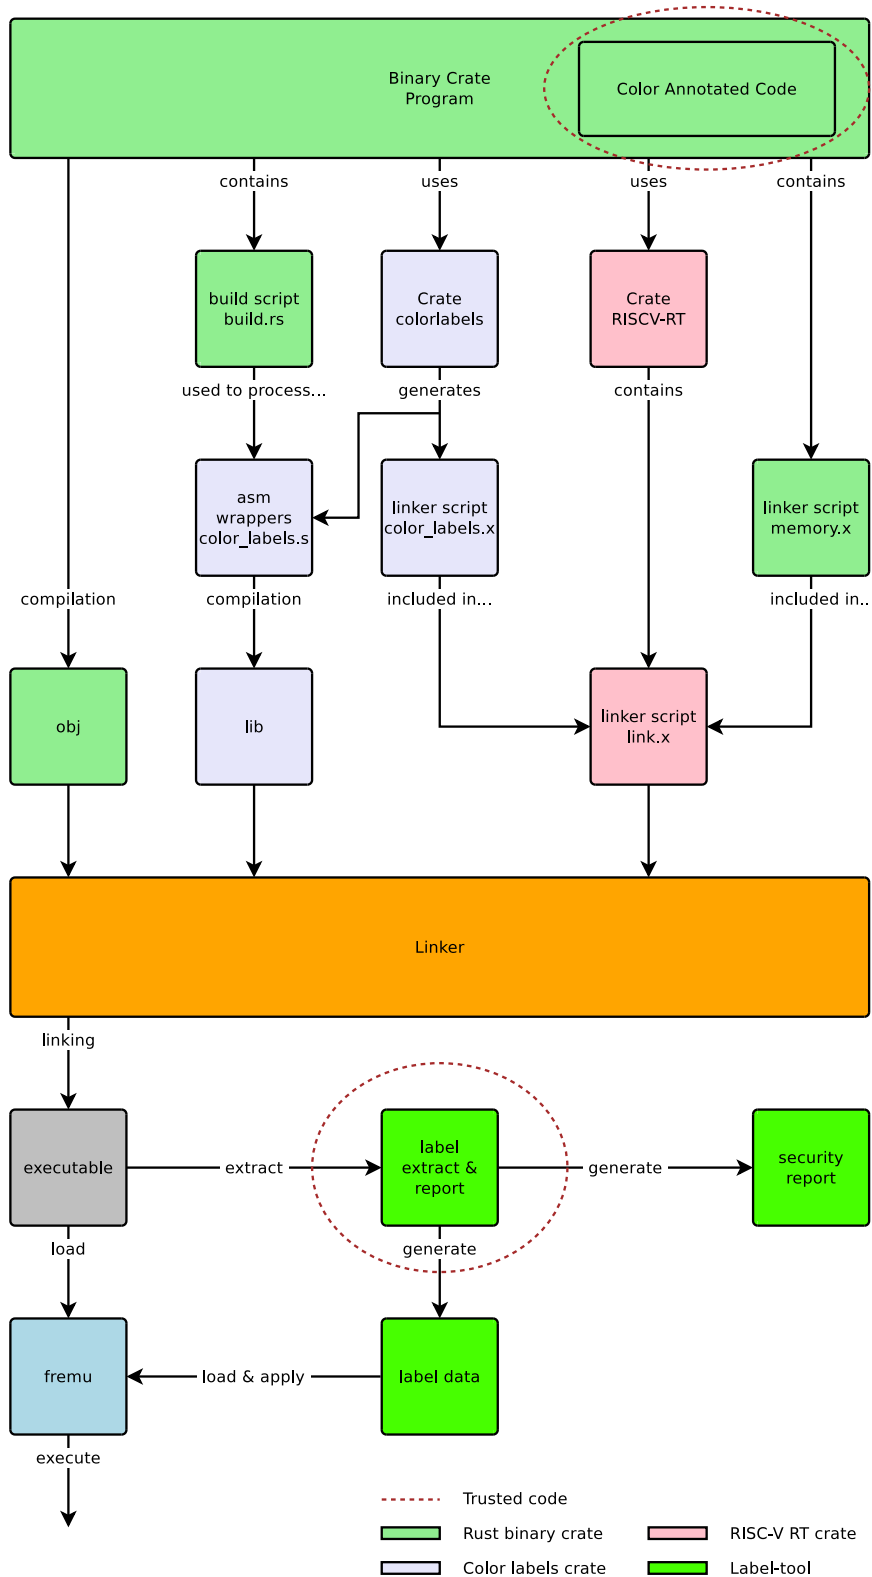 Binary Crate
Program
Color Annotated Code
contains
uses
uses
contains
build script
build.rs
Crate
colorlabels
Crate
RISCV-RT
used to process...
generates
contains
asm
wrappers
color_labels.s
linker script
color_labels.x
linker script
memory.x
compilation
compilation
included in...
included in..
obj
lib
linker script
link.x
Linker
linking
executable
extract
label
extract &
report
generate
security
report
load
generate
fremu
load & apply
label data
execute
Trusted code
Rust binary crate
RISC-V RT crate
Color labels crate
Label-tool